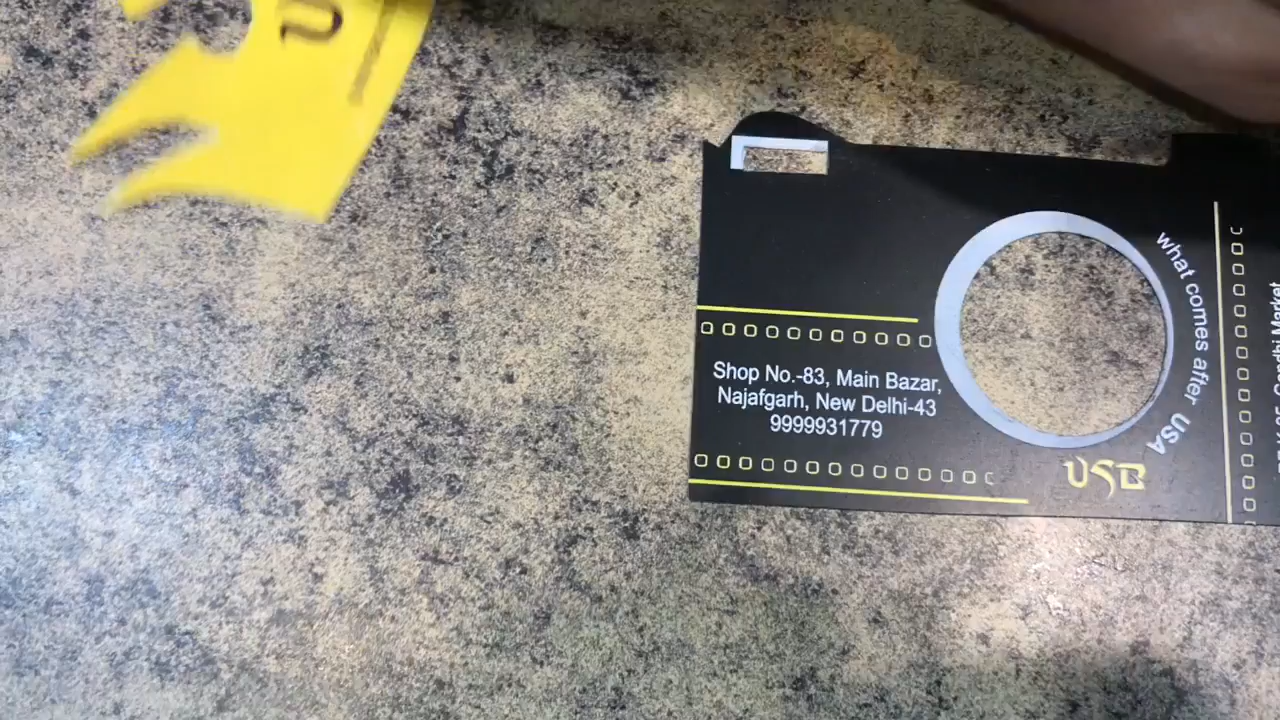 Shop No.-83, Main Bazar,
Najafgarh, New Delhi-43
9999931779
what comes after USA
USB